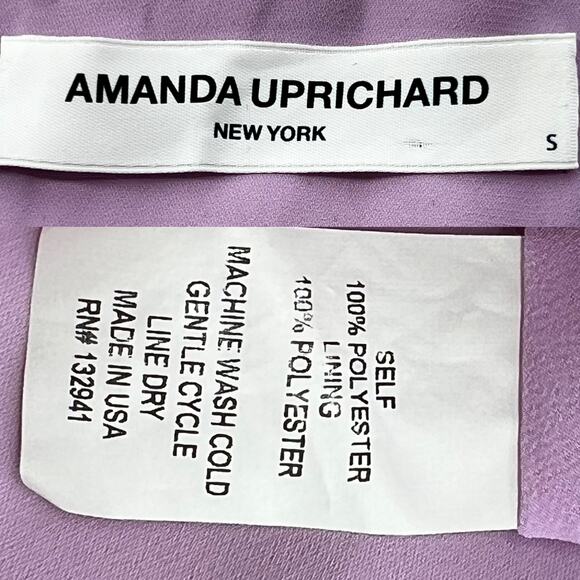 AMANDA UPRICHARD
NEW YORK
S
SELF
100% POLYESTER
LINING
100% POLYESTER
MACHINE WASH COLD
GENTLE CYCLE
LINE DRY
MADE IN USA
RN# 132941